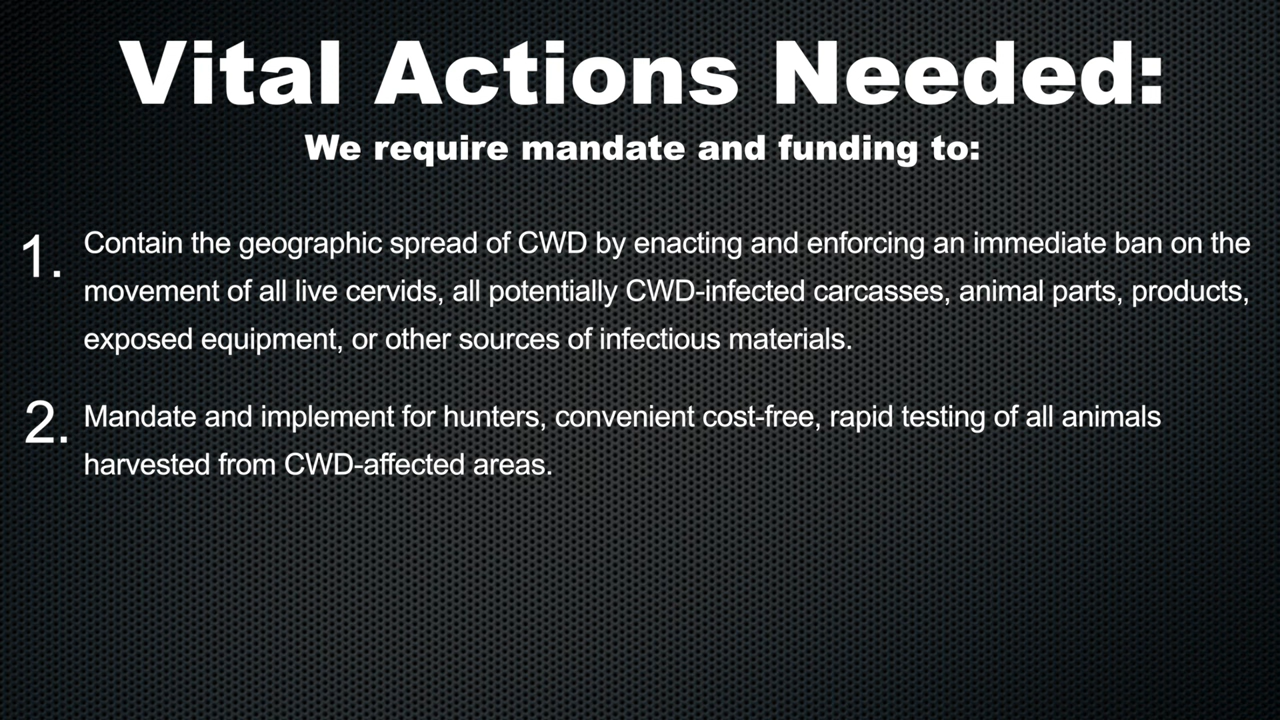 Vital Actions Needed:
We require mandate and funding to:
1. Contain the geographic spread of CWD by enacting and enforcing an immediate ban on the
movement of all live cervids, all potentially CWD-infected carcasses, animal parts, products,
exposed equipment, or other sources of infectious materials.
2. Mandate and implement for hunters, convenient cost-free, rapid testing of all animals
harvested from CWD-affected areas.